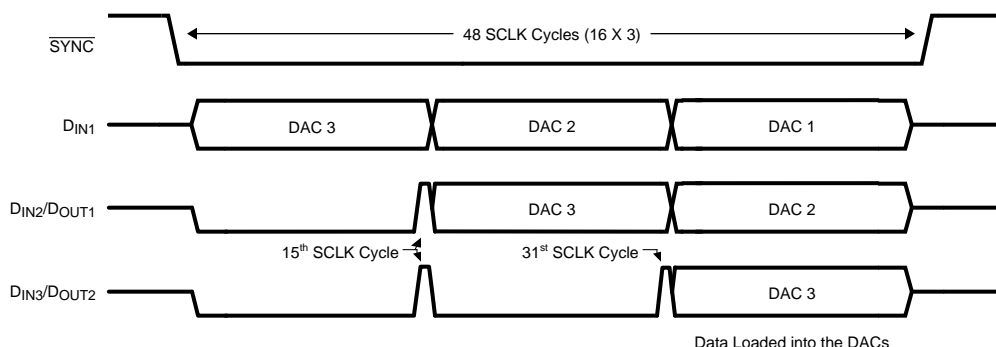 48 SCLK Cycles (16 X 3)
SYNC
DIN1
DAC 3
DAC 2
DAC 1
DIN2/DOUT1
DAC 3
DAC 2
15th SCLK Cycle
31st SCLK Cycle
DIN3/DOUT2
DAC 3
Data Loaded into the DACs